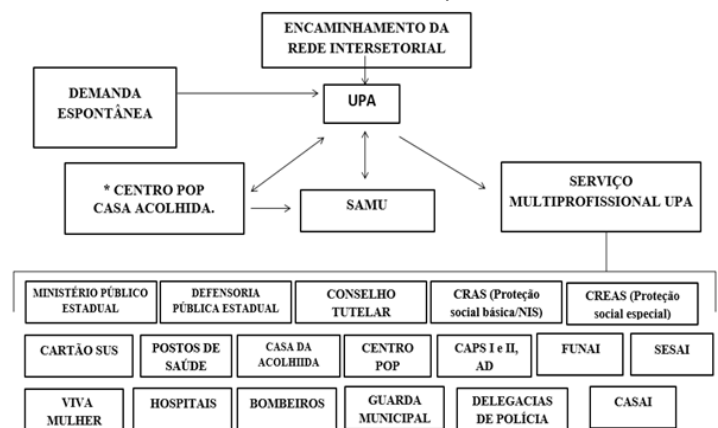 ENCAMINHAMENTO DA
REDE INTERSETORIAL
DEMANDA
ESPONTÂNEA
UPA
* CENTRO POP
CASA ACOLHIDA.
SAMU
SERVIÇO
MULTIPROFISSIONAL UPA
MINISTÉRIO PÚBLICO
ESTADUAL
DEFENSORIA
PÚBLICA ESTADUAL
CONSELHO
TUTELAR
CRAS (Proteção
social básica/NIS)
CREAS (Proteção
social especial)
CARTÃO SUS
POSTOS DE
SAÚDE
CASA DA
ACOLHIIDA
CENTRO
POP
CAPS I e II,
AD
FUNAI
SESAI
VIVA
MULHER
HOSPITAIS
BOMBEIROS
GUARDA
MUNICIPAL
DELEGACIAS
DE POLÍCIA
CASAI